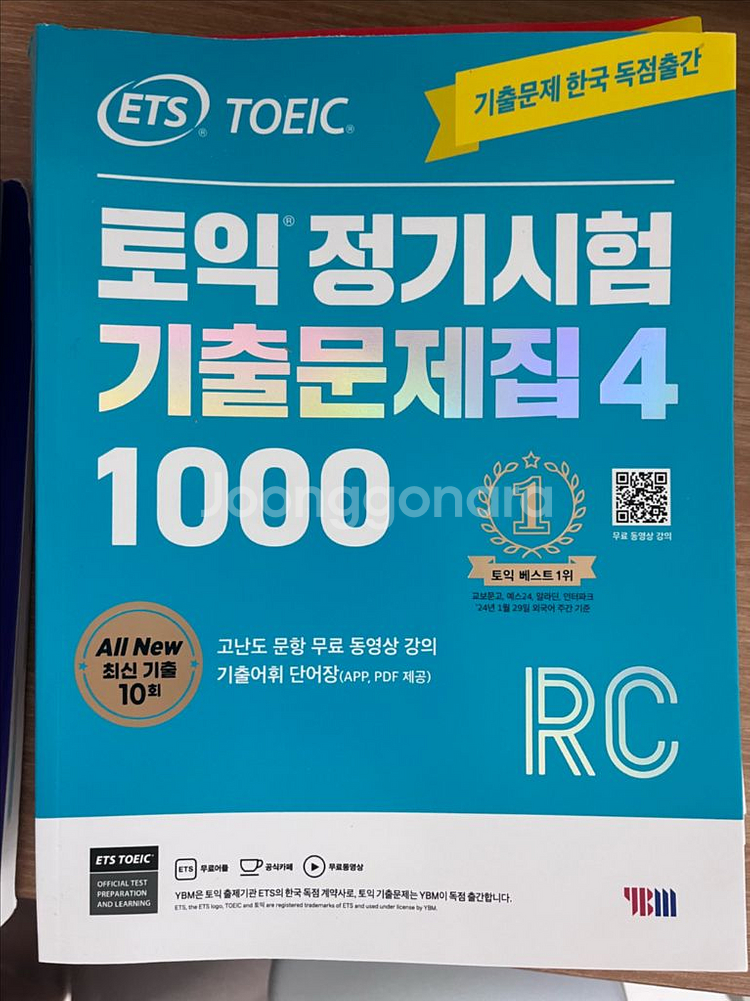 기출문제 한국 독점출간
ETS® TOEIC®
토익® 정기시험
기출문제집 4
1000
Joonggonara
1
무료 동영상 강의
토익 베스트 1위
교보문고, 예스24, 알라딘, 인터파크
'24년 1월 29일 외국어 주간 기준
All New
최신 기출
10회
고난도 문항 무료 동영상 강의
기출어휘 단어장(APP, PDF 제공)
RC
ETS TOEIC®
OFFICIAL TEST
PREPARATION
AND LEARNING
ETS 무료어플 공식카페 무료동영상
YBM은 토익 출제기관 ETS의 한국 독점 계약사로, 토익 기출문제는 YBM이 독점 출간합니다.
ETS, the ETS logo, TOEIC and 토익 are registered trademarks of ETS and used under license by YBM.
YBM